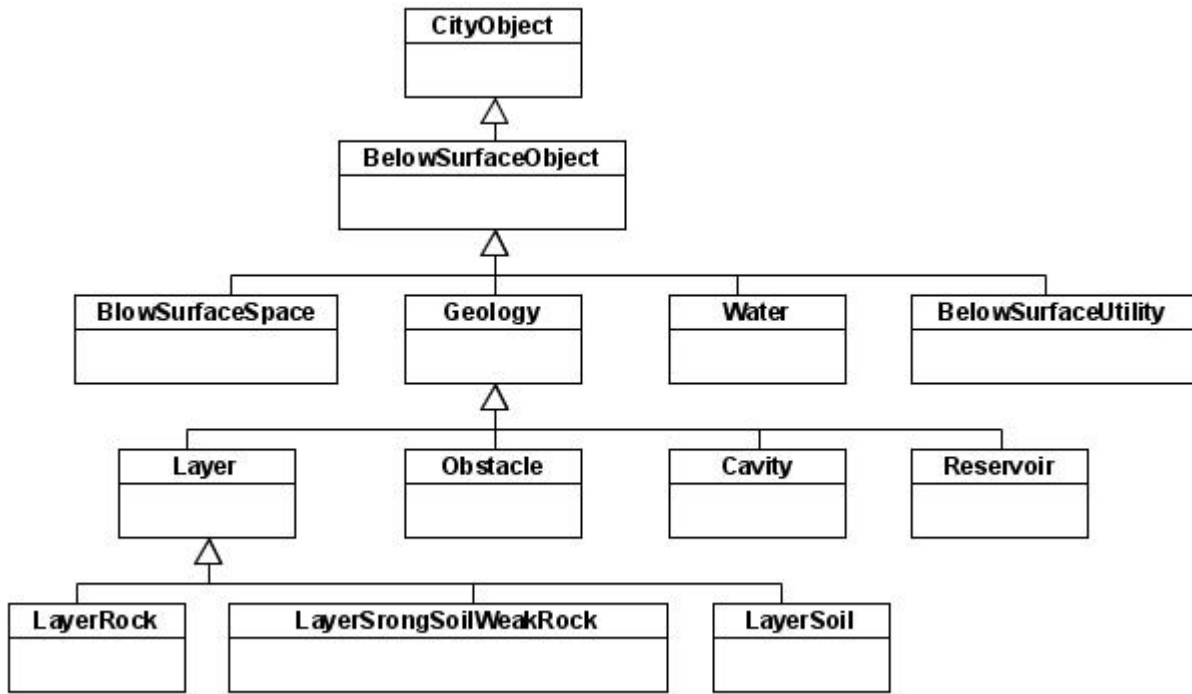 CityObject
BelowSurfaceObject
BlowSurfaceSpace
Geology
Water
BelowSurfaceUtility
Layer
Obstacle
Cavity
Reservoir
LayerRock
LayerSrongSoilWeakRock
LayerSoil